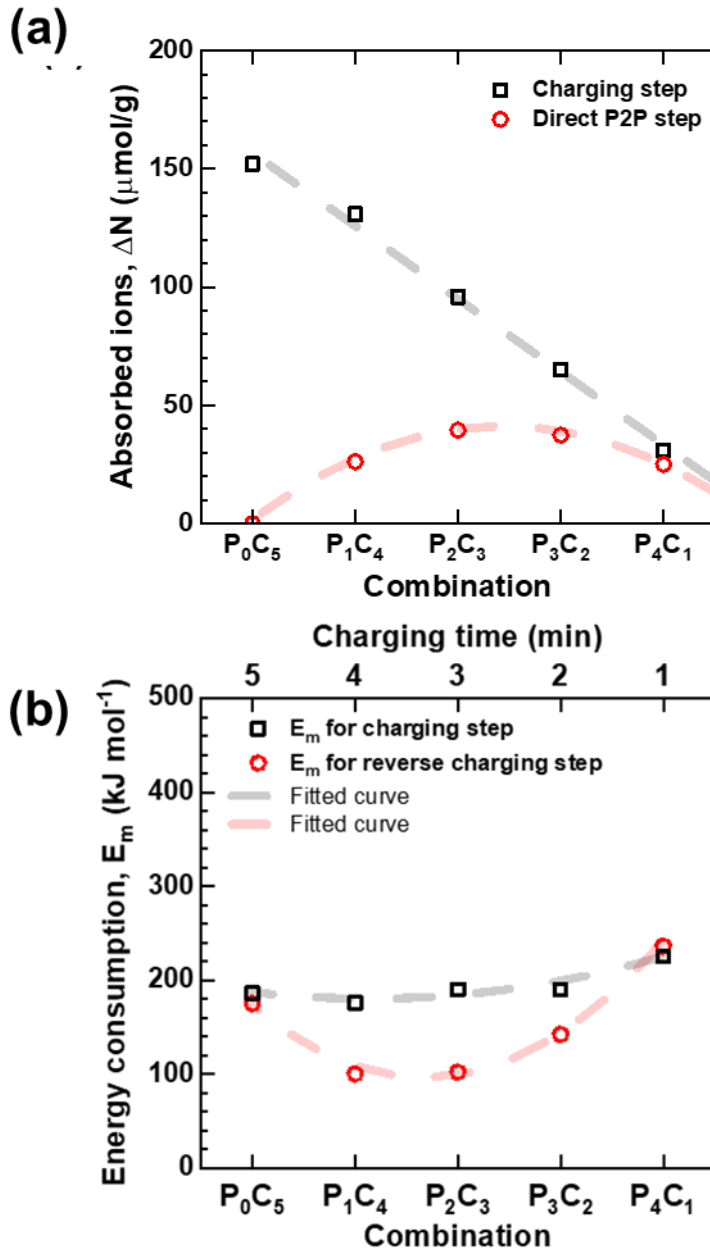 (a)
200
150
100
50
0
Absorbed ions, ΔN (μmol/g)
Charging step
Direct P2P step
P₀C₅ P₁C₄ P₂C₃ P₃C₂ P₄C₁
Combination
Charging time (min)
5 4 3 2 1
(b)
500
400
300
200
100
0
Energy consumption, Eₘ (kJ mol⁻¹)
Eₘ for charging step
Eₘ for reverse charging step
Fitted curve
Fitted curve
P₀C₅ P₁C₄ P₂C₃ P₃C₂ P₄C₁
Combination